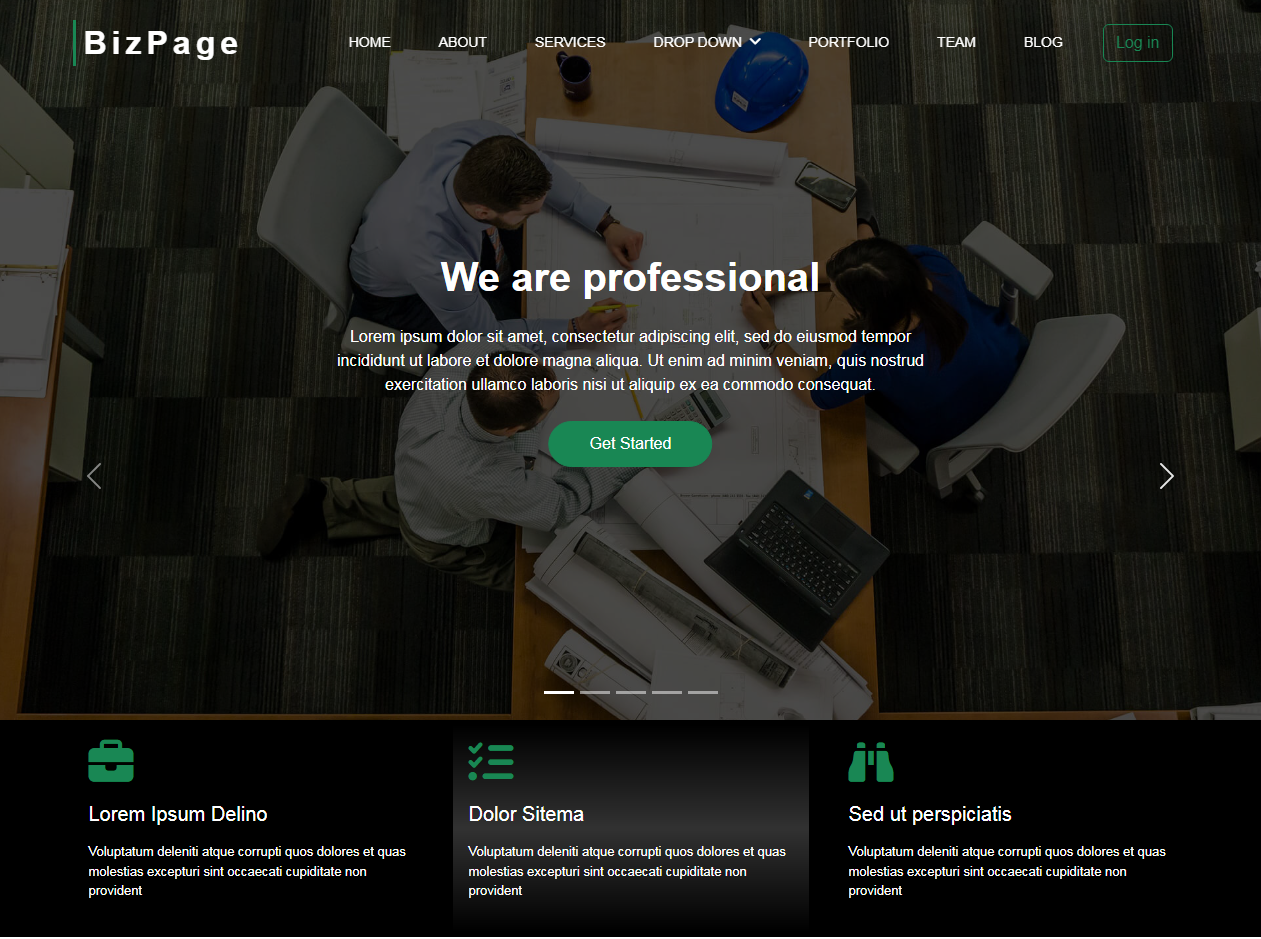 BizPage
HOME ABOUT SERVICES DROP DOWN PORTFOLIO TEAM BLOG Log in
We are professional
Lorem ipsum dolor sit amet, consectetur adipiscing elit, sed do eiusmod tempor
incididunt ut labore et dolore magna aliqua. Ut enim ad minim veniam, quis nostrud
exercitation ullamco laboris nisi ut aliquip ex ea commodo consequat.
Get Started
Lorem Ipsum Delino
Voluptatum deleniti atque corrupti quos dolores et quas
molestias excepturi sint occaecati cupiditate non
provident
Dolor Sitema
Voluptatum deleniti atque corrupti quos dolores et quas
molestias excepturi sint occaecati cupiditate non
provident
Sed ut perspiciatis
Voluptatum deleniti atque corrupti quos dolores et quas
molestias excepturi sint occaecati cupiditate non
provident